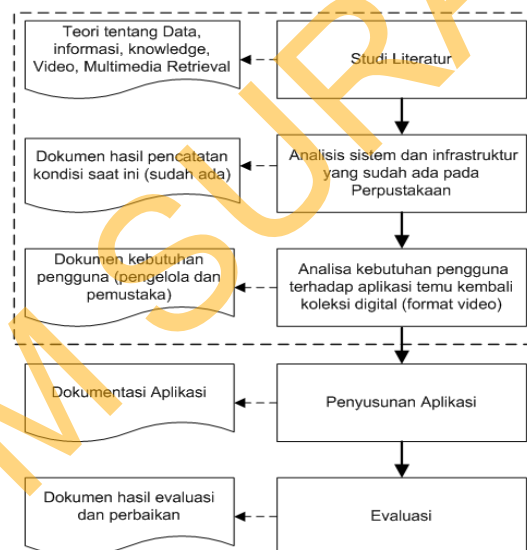 Teori tentang Data,
informasi, knowledge,
Video, Multimedia Retrieval
Studi Literatur
Dokumen hasil pencatatan
kondisi saat ini (sudah ada)
Analisis sistem dan infrastruktur
yang sudah ada pada
Perpustakaan
Dokumen kebutuhan
pengguna (pengelola dan
pemustaka)
Analisa kebutuhan pengguna
terhadap aplikasi temu kembali
koleksi digital (format video)
Dokumentasi Aplikasi
Penyusunan Aplikasi
Dokumen hasil evaluasi
dan perbaikan
Evaluasi
M SURA